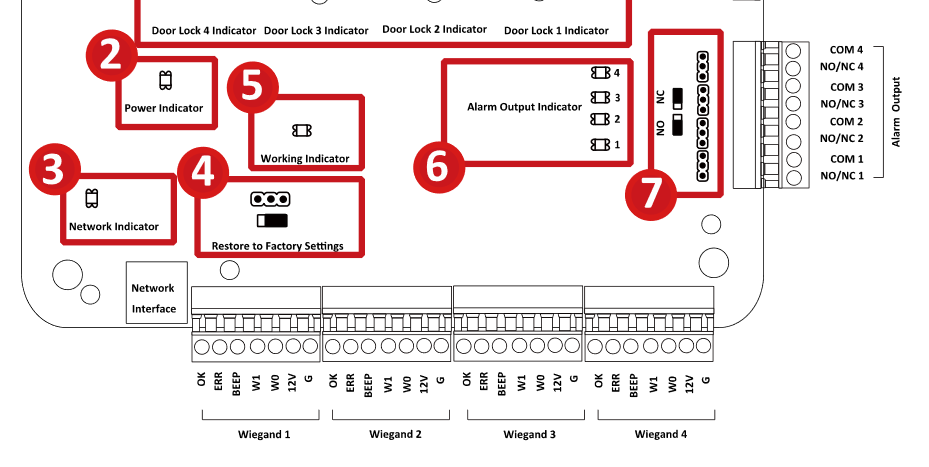 Door Lock 4 Indicator Door Lock 3 Indicator Door Lock 2 Indicator Door Lock 1 Indicator
2
Power Indicator
5
Working Indicator
Alarm Output Indicator
4
3
2
1
6
NC
NO
7
COM 4
NO/NC 4
COM 3
NO/NC 3
COM 2
NO/NC 2
COM 1
NO/NC 1
Alarm Output
3
Network Indicator
4
Restore to Factory Settings
Network
Interface
OK ERR BEEP W1 W0 12V G
OK ERR BEEP W1 W0 12V G
OK ERR BEEP W1 W0 12V G
OK ERR BEEP W1 W0 12V G
Wiegand 1 Wiegand 2 Wiegand 3 Wiegand 4